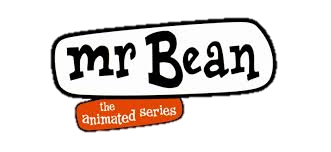 mr Bean
the
animated series